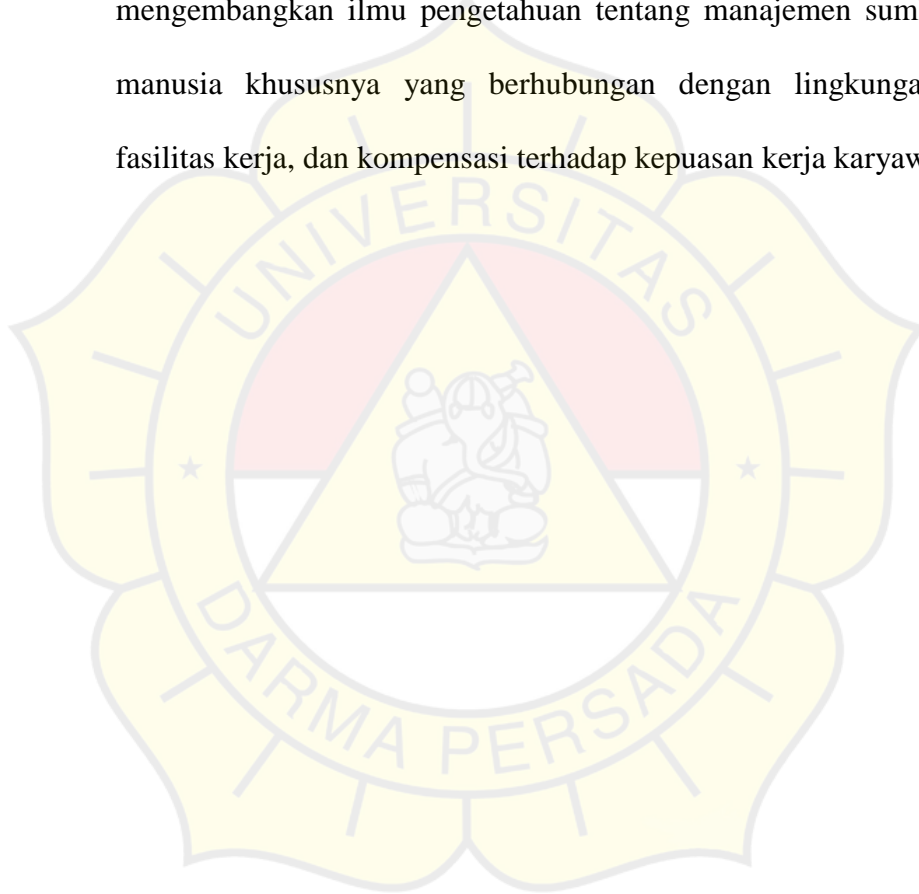 mengembangkan ilmu pengetahuan tentang manajemen sum
manusia khususnya yang berhubungan dengan lingkunga
fasilitas kerja, dan kompensasi terhadap kepuasan kerja karyaw
UNIVERSITAS
DARMA PERSADA